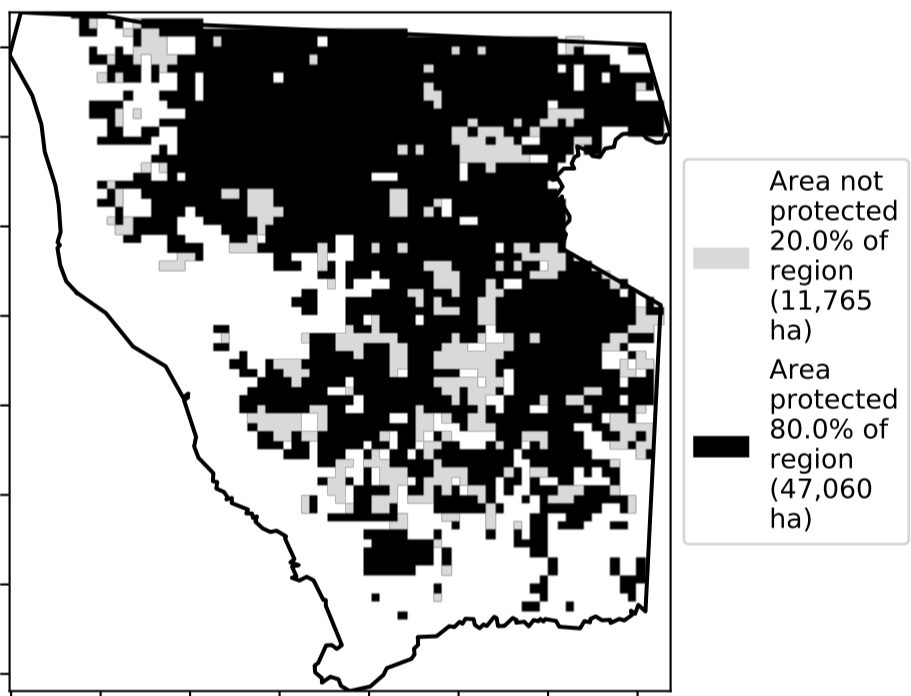 Area not
protected
20.0% of
region
(11,765
ha)
Area
protected
80.0% of
region
(47,060
ha)